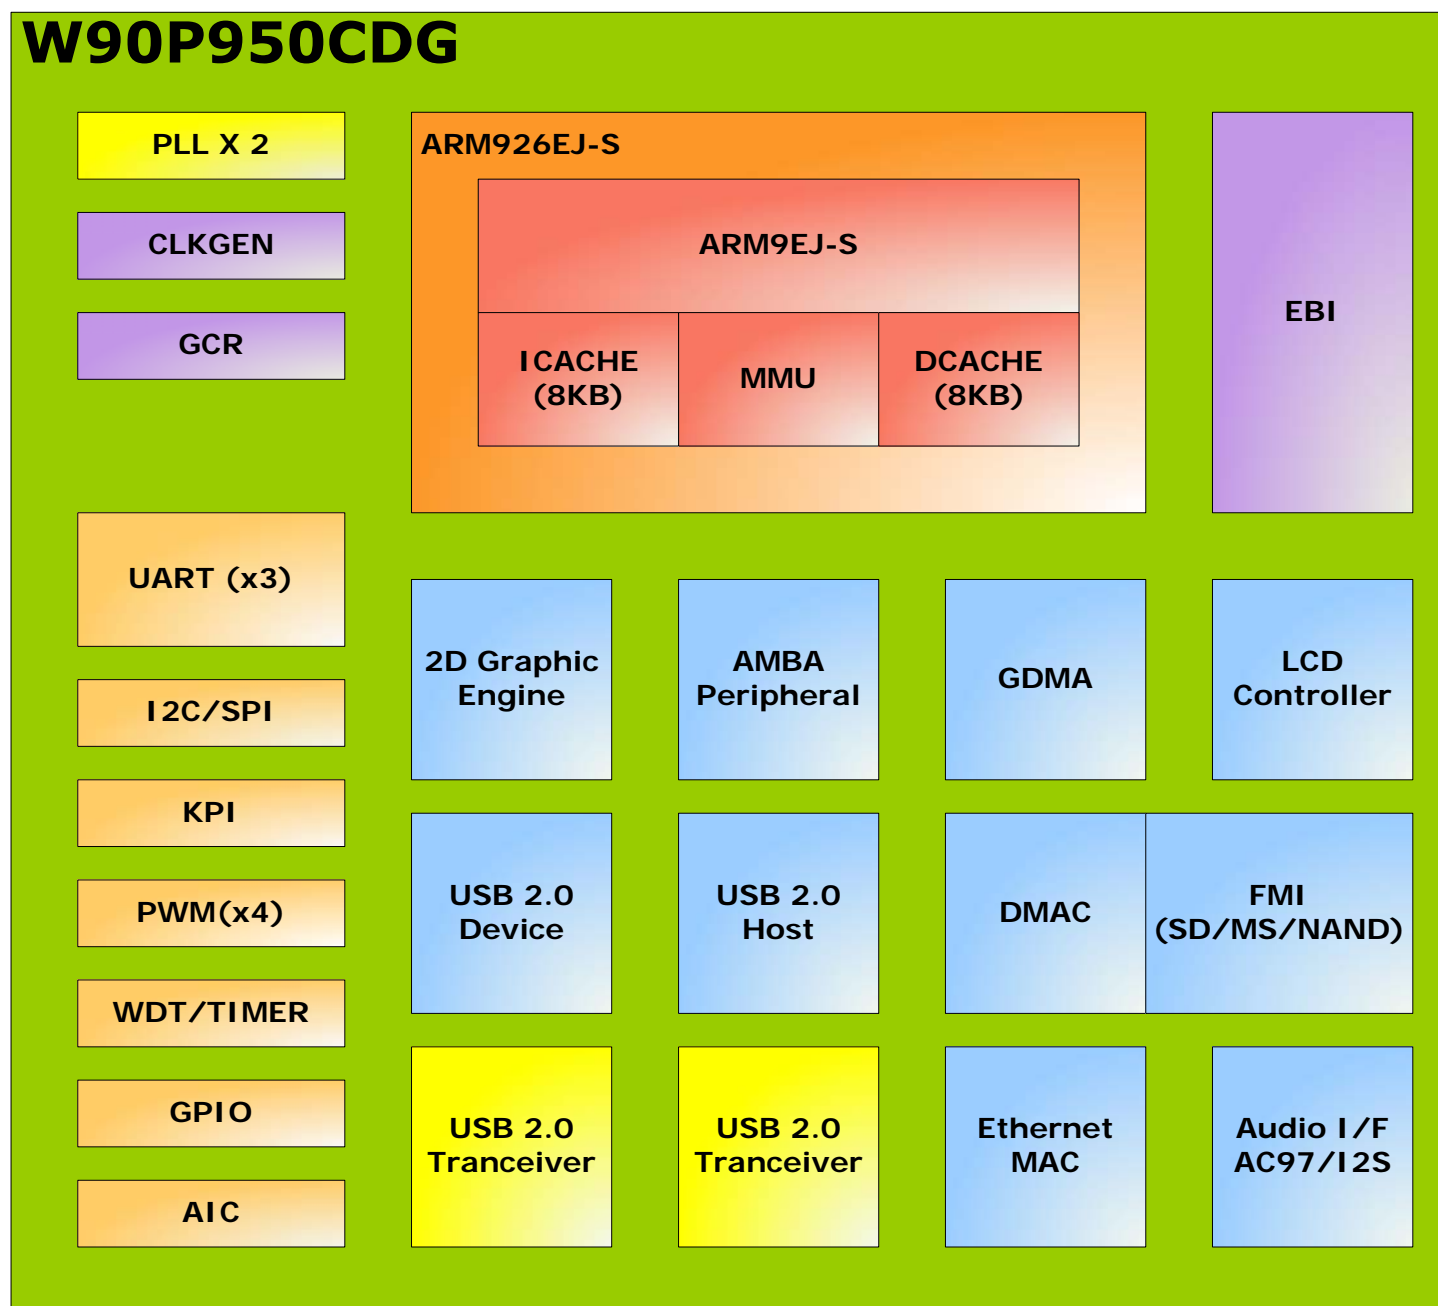 W90P950CDG
PLL X 2
CLKGEN
GCR
ARM926EJ-S
ARM9EJ-S
ICACHE
(8KB)
MMU
DCACHE
(8KB)
EBI
UART (x3)
I2C/SPI
KPI
PWM(x4)
WDT/TIMER
GPIO
AIC
2D Graphic
Engine
AMBA
Peripheral
GDMA
LCD
Controller
USB 2.0
Device
USB 2.0
Host
DMAC
FMI
(SD/MS/NAND)
USB 2.0
Tranceiver
USB 2.0
Tranceiver
Ethernet
MAC
Audio I/F
AC97/I2S